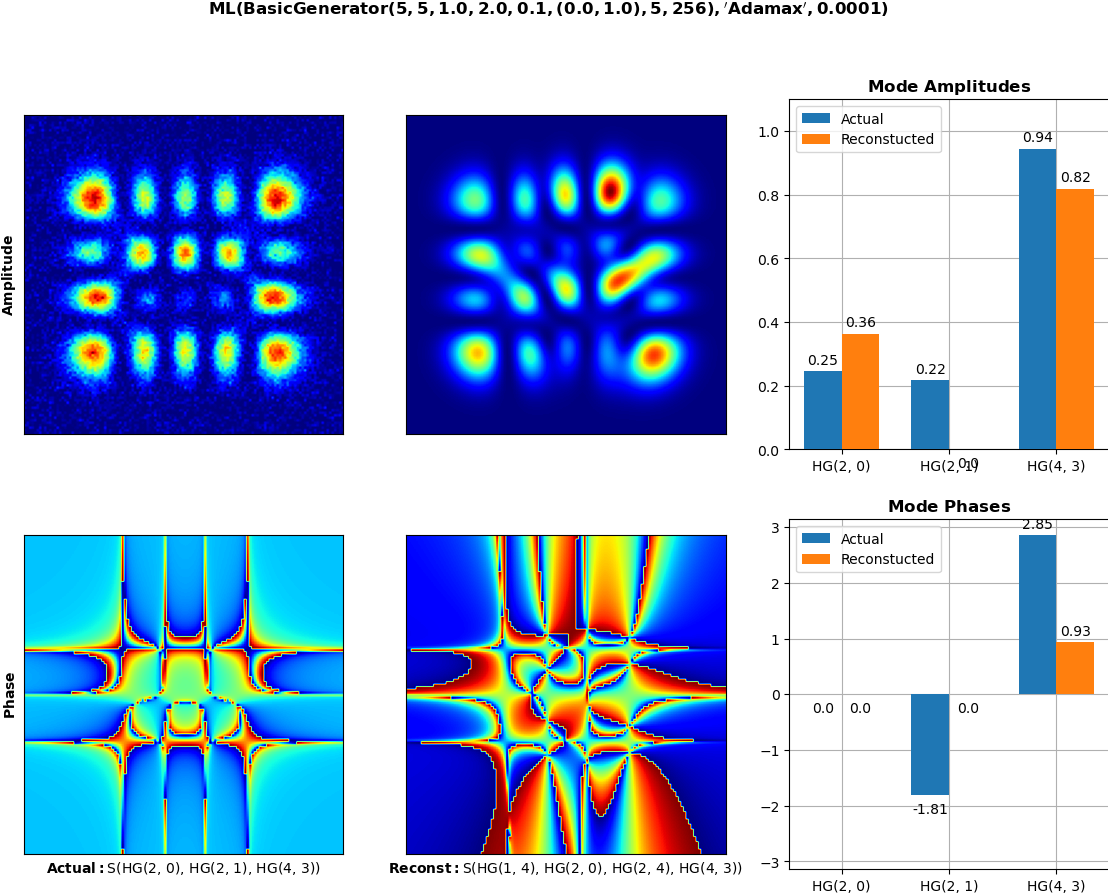 ML(BasicGenerator(5, 5, 1.0, 2.0, 0.1, (0.0, 1.0), 5, 256), ′Adamax′, 0.0001)
Amplitude
Mode Amplitudes
Actual
Reconstucted
1.0
0.8
0.6
0.4
0.2
0.0
0.25
0.36
0.22
0.0
0.94
0.82
HG(2, 0)
HG(2, 1)
HG(4, 3)
Phase
Actual: S(HG(2, 0), HG(2, 1), HG(4, 3))
Reconst: S(HG(1, 4), HG(2, 0), HG(2, 4), HG(4, 3))
Mode Phases
Actual
Reconstucted
3
2
1
0
−1
−2
−3
0.0
0.0
-1.81
0.0
2.85
0.93
HG(2, 0)
HG(2, 1)
HG(4, 3)